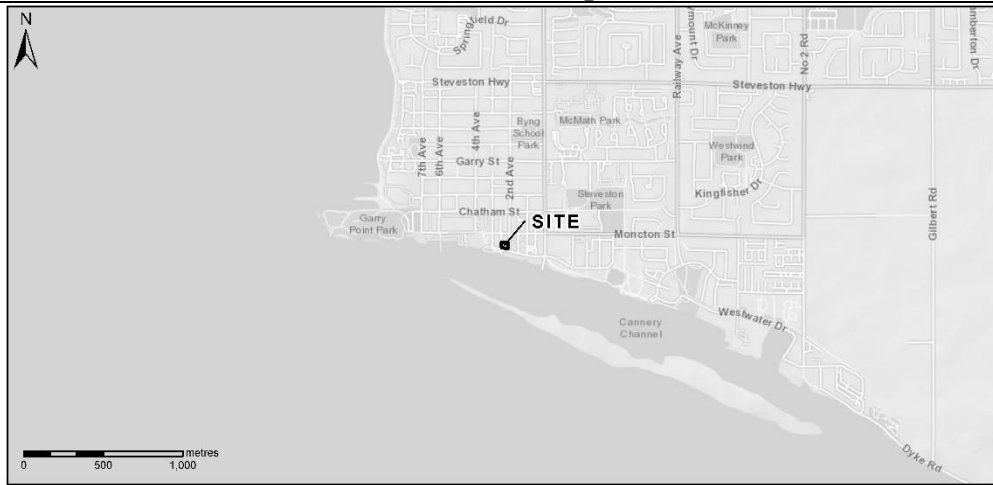 N
Springfield Dr
McKinney
Park
No 2 Rd
Railway Ave
Steveston Hwy
Steveston Hwy
4th Ave
Byng
School
Park
McMath Park
7th Ave
6th Ave
2nd Ave
Garry St
Westwind
Park
Kingfisher Dr
Steveston
Park
Chatham St
SITE
Garry
Point Park
Moncton St
Gilbert Rd
Westwater Dr
Cannery
Channel
Dyke Rd
metres
0 500 1,000